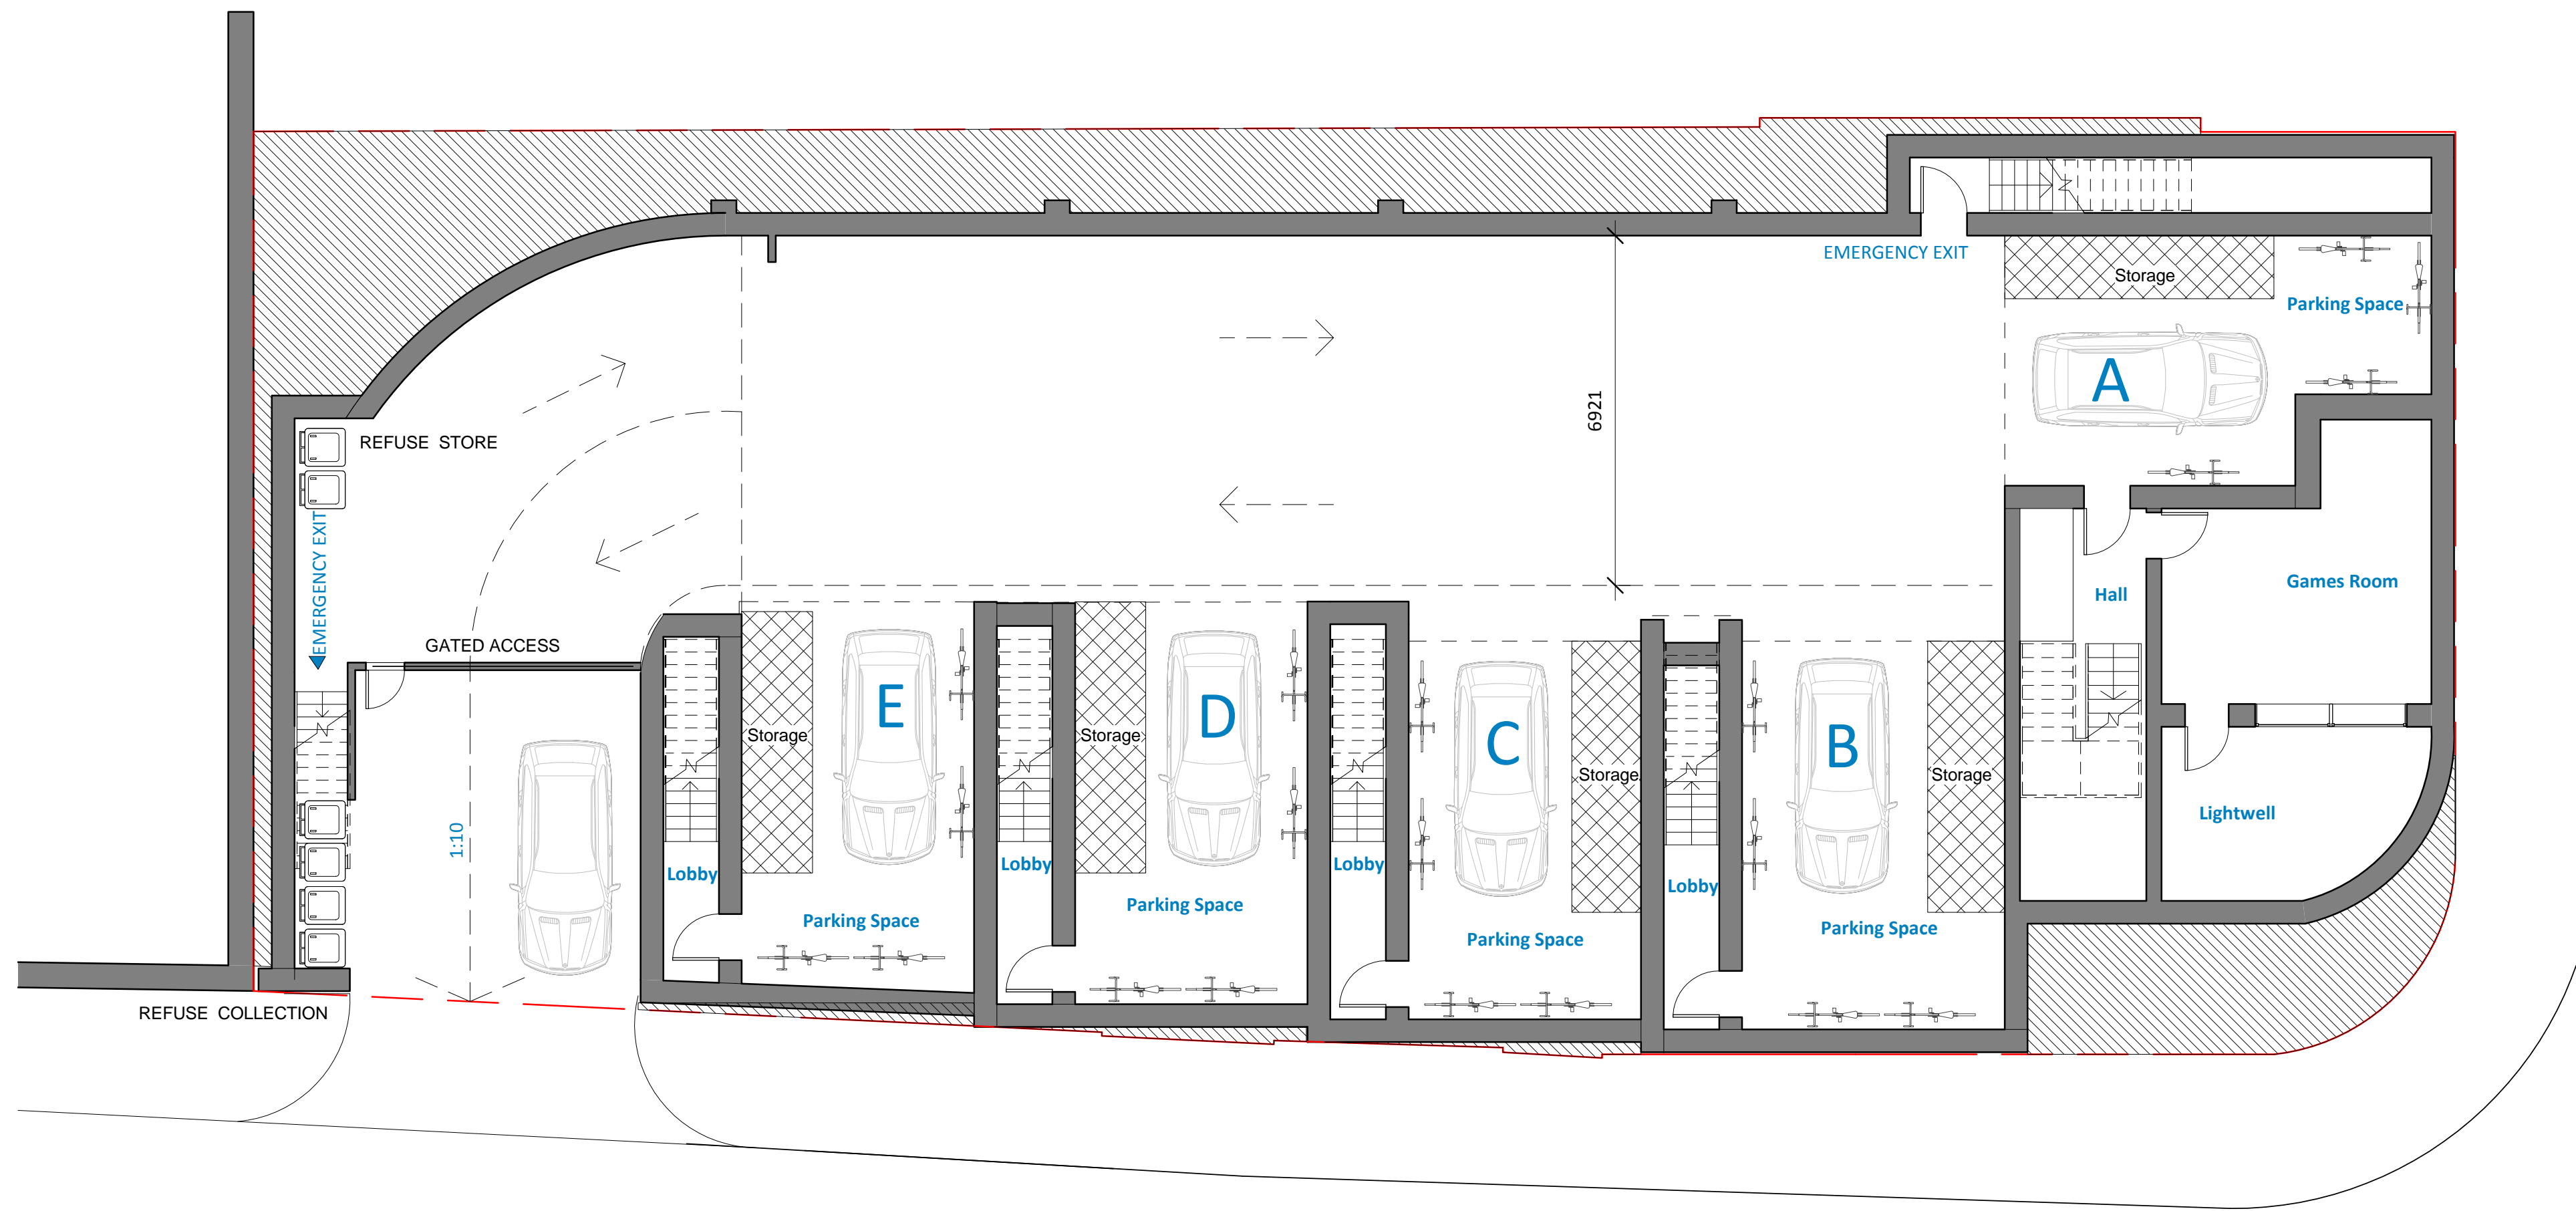 EMERGENCY EXIT
Storage
Parking Space
A
6921
REFUSE STORE
EMERGENCY EXIT
GATED ACCESS
Hall
Games Room
E
D
C
B
Storage
Storage
Storage
Storage
1:10
Lightwell
Lobby
Lobby
Lobby
Lobby
Parking Space
Parking Space
Parking Space
Parking Space
REFUSE COLLECTION